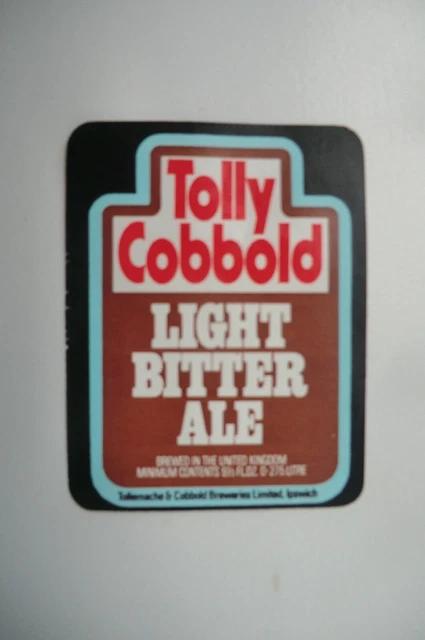 Tolly
Cobbold
LIGHT
BITTER
ALE
BREWED IN THE UNITED KINGDOM
MINIMUM CONTENTS 9⅔ FL.OZ. 0·275 LITRE
Tollemache & Cobbold Breweries Limited, Ipswich